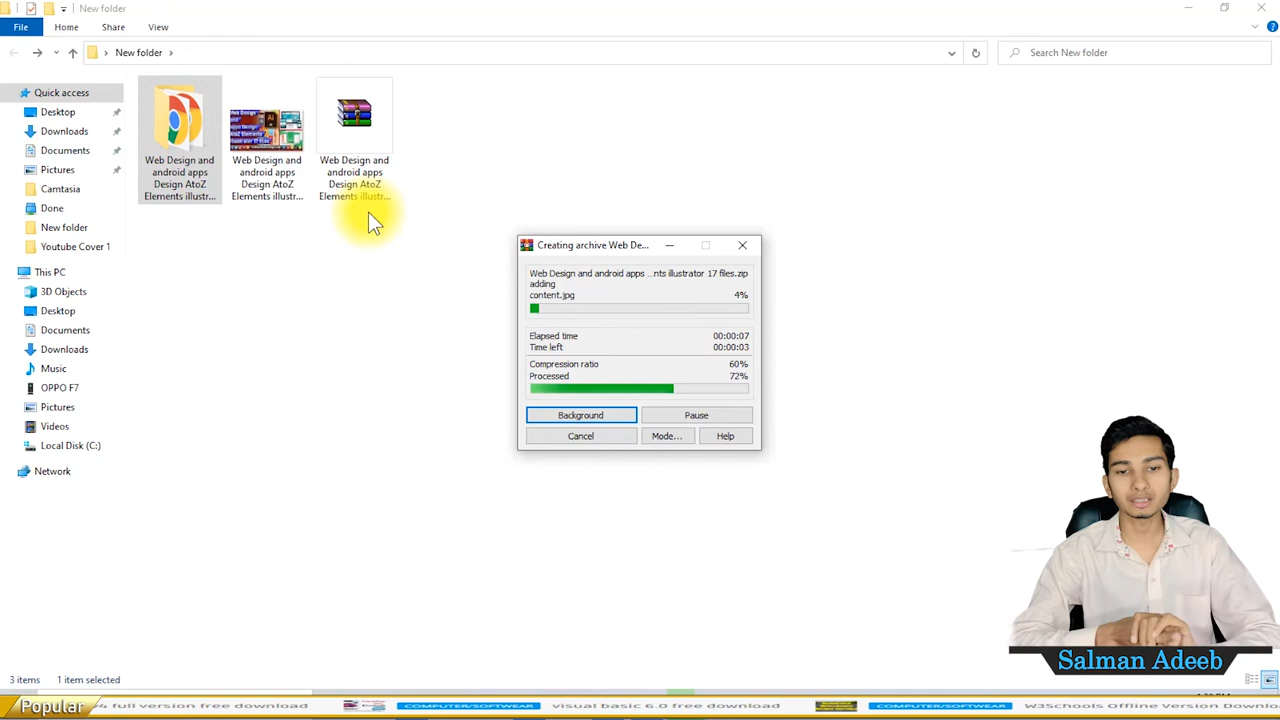 New folder
File Home Share View
New folder
Search New folder
Quick access
Desktop
Downloads
Documents
Pictures
Camtasia
Done
New folder
Youtube Cover 1
This PC
3D Objects
Desktop
Documents
Downloads
Music
OPPO F7
Pictures
Videos
Local Disk (C:)
Network
Web Design and
android apps
Design AtoZ
Elements illustr...
Web Design and
android apps
Design AtoZ
Elements illustr...
Web Design and
android apps
Design AtoZ
Elements illustr...
Creating archive Web De...
Web Design and android apps ...nts illustrator 17 files.zip
adding
content.jpg 4%
Elapsed time 00:00:07
Time left 00:00:03
Compression ratio 60%
Processed 72%
Background Pause
Cancel Mode... Help
Salman Adeeb
3 items 1 item selected
Popular 4 full version free download COMPUTER/SOFTWEAR visual basic 6.0 free download COMPUTER/SOFTWEAR W3Schools Offline Version Downlo